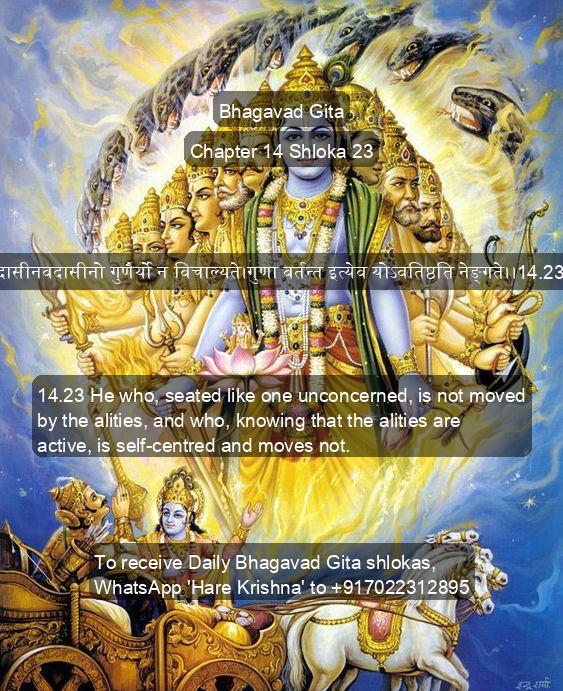 Bhagavad Gita
Chapter 14 Shloka 23
दासीनवदासीनो गुणैर्यो न विचाल्यते।गुणा वर्तन्त इत्येव योऽवतिष्ठति नेङ्गते।।14.23
14.23 He who, seated like one unconcerned, is not moved
by the alities, and who, knowing that the alities are
active, is self-centred and moves not.
To receive Daily Bhagavad Gita shlokas,
WhatsApp 'Hare Krishna' to +917022312895
इन्द्र शर्मा